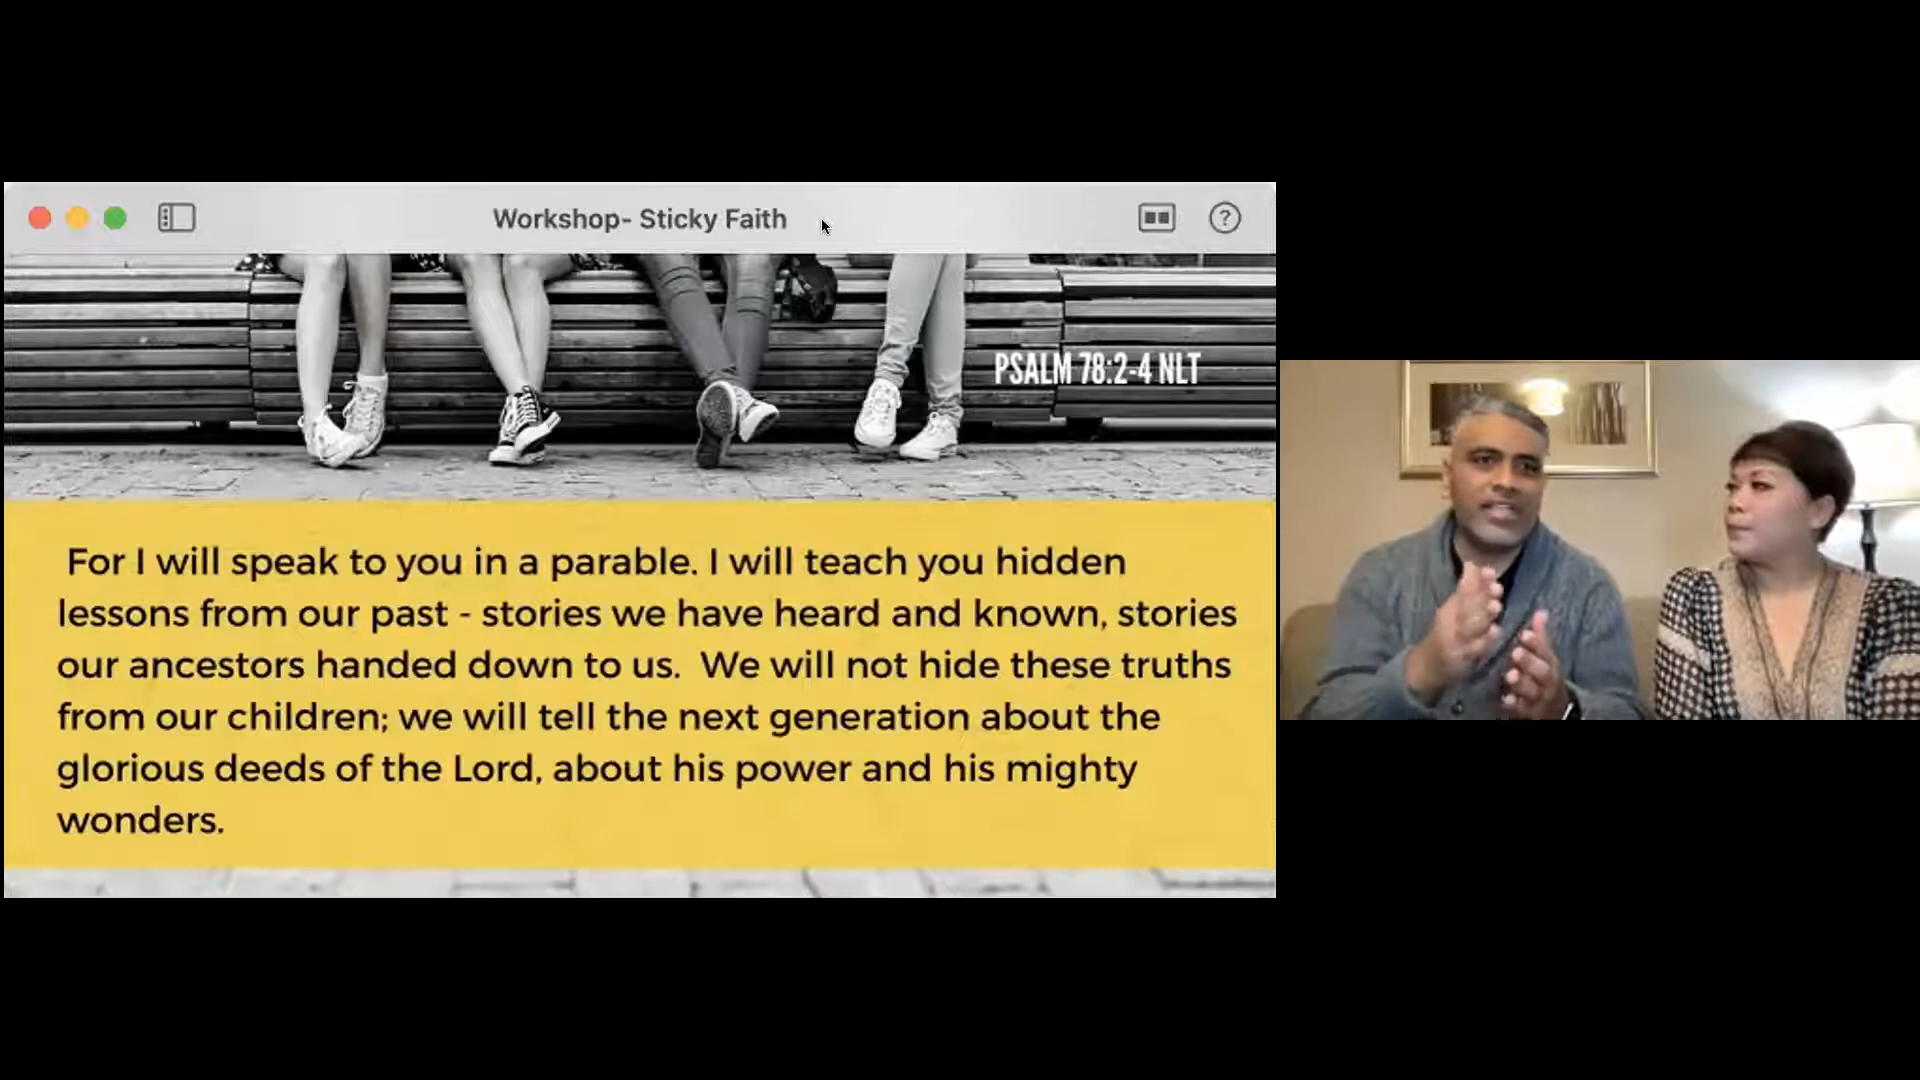 Workshop- Sticky Faith
PSALM 78:2-4 NLT
For I will speak to you in a parable. I will teach you hidden
lessons from our past - stories we have heard and known, stories
our ancestors handed down to us. We will not hide these truths
from our children; we will tell the next generation about the
glorious deeds of the Lord, about his power and his mighty
wonders.